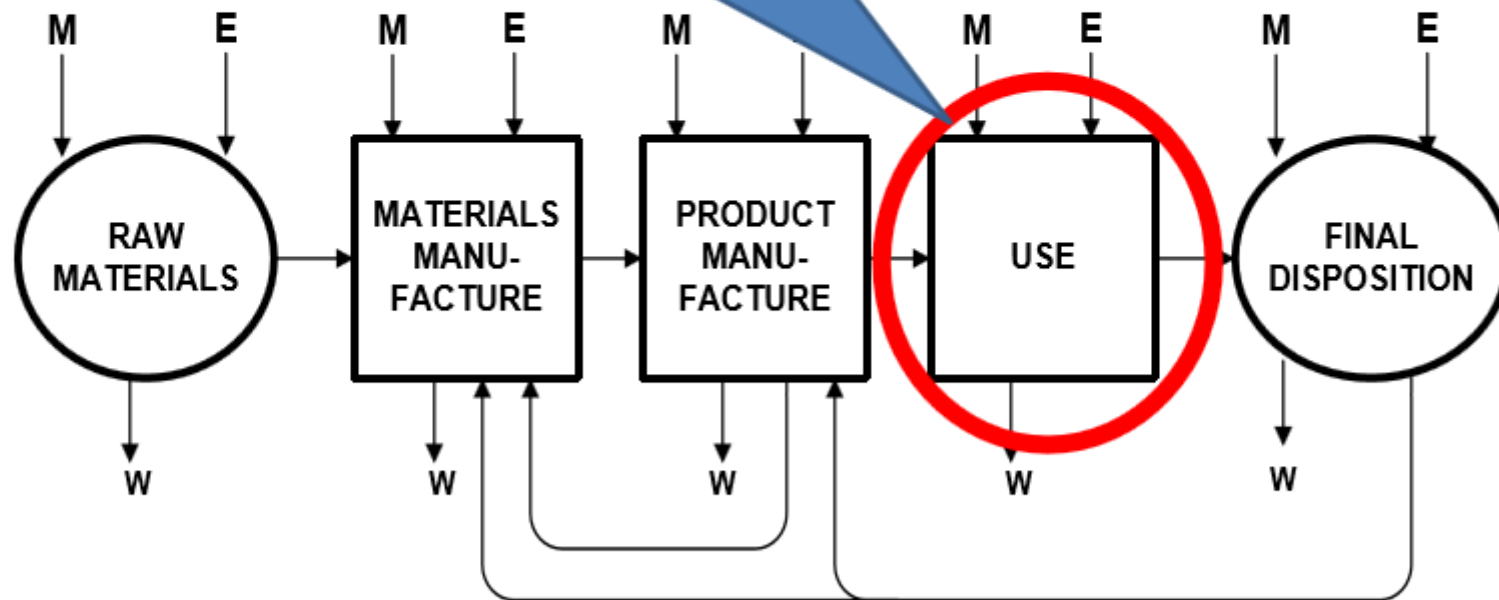 M E M E M M E M E
RAW
MATERIALS
MATERIALS
MANU-
FACTURE
PRODUCT
MANU-
FACTURE
USE
FINAL
DISPOSITION
W W W W W